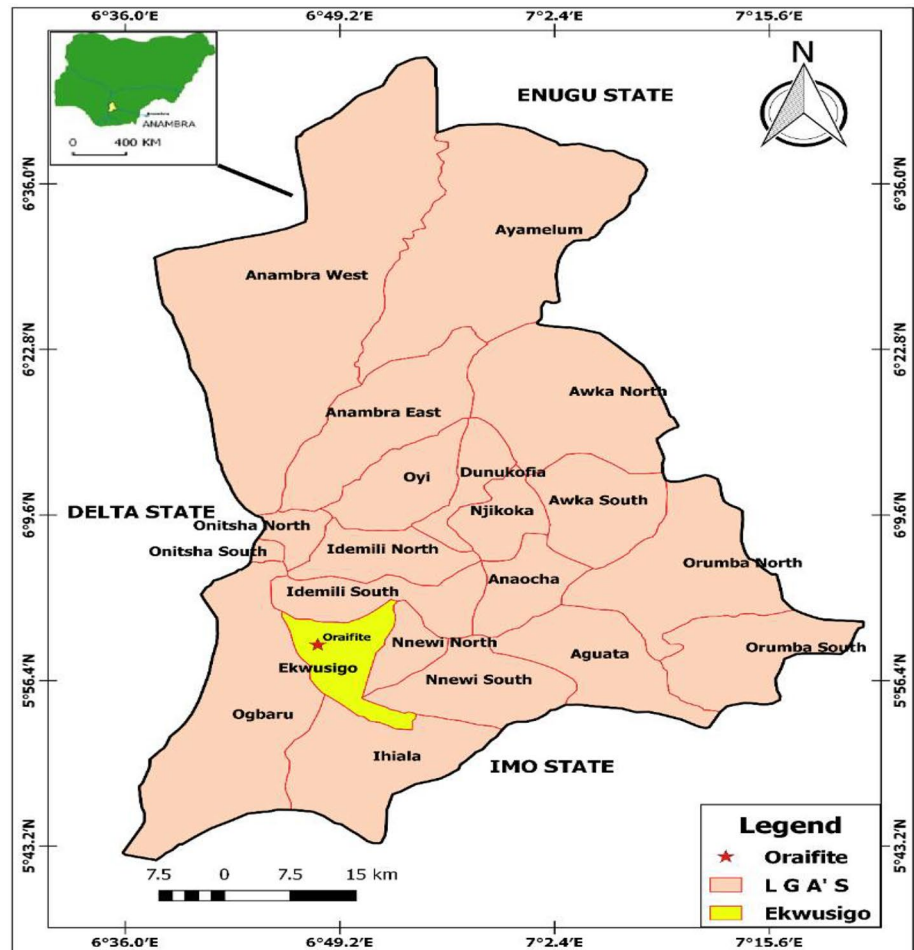 6°36.0'E 6°49.2'E 7°2.4'E 7°15.6'E
ANAMBRA
0 400 KM
N
ENUGU STATE
6°36.0'N 6°36.0'N
Ayamelum
Anambra West
6°22.8'N 6°22.8'N
Awka North
Anambra East
Oyi
Dunukofia
Awka South
DELTA STATE
Njikoka
6°9.6'N 6°9.6'N
Onitsha North
Onitsha South
Idemili North
Orumba North
Anaocha
Idemili South
Oraifite
Nnewi North
Orumba South
Aguata
Ekwusigo
Nnewi South
5°56.4'N 5°56.4'N
Ogbaru
Ihiala
IMO STATE
Legend
Oraifite
L G A' S
Ekwusigo
5°43.2'N 5°43.2'N
7.5 0 7.5 15 km
6°36.0'E 6°49.2'E 7°2.4'E 7°15.6'E